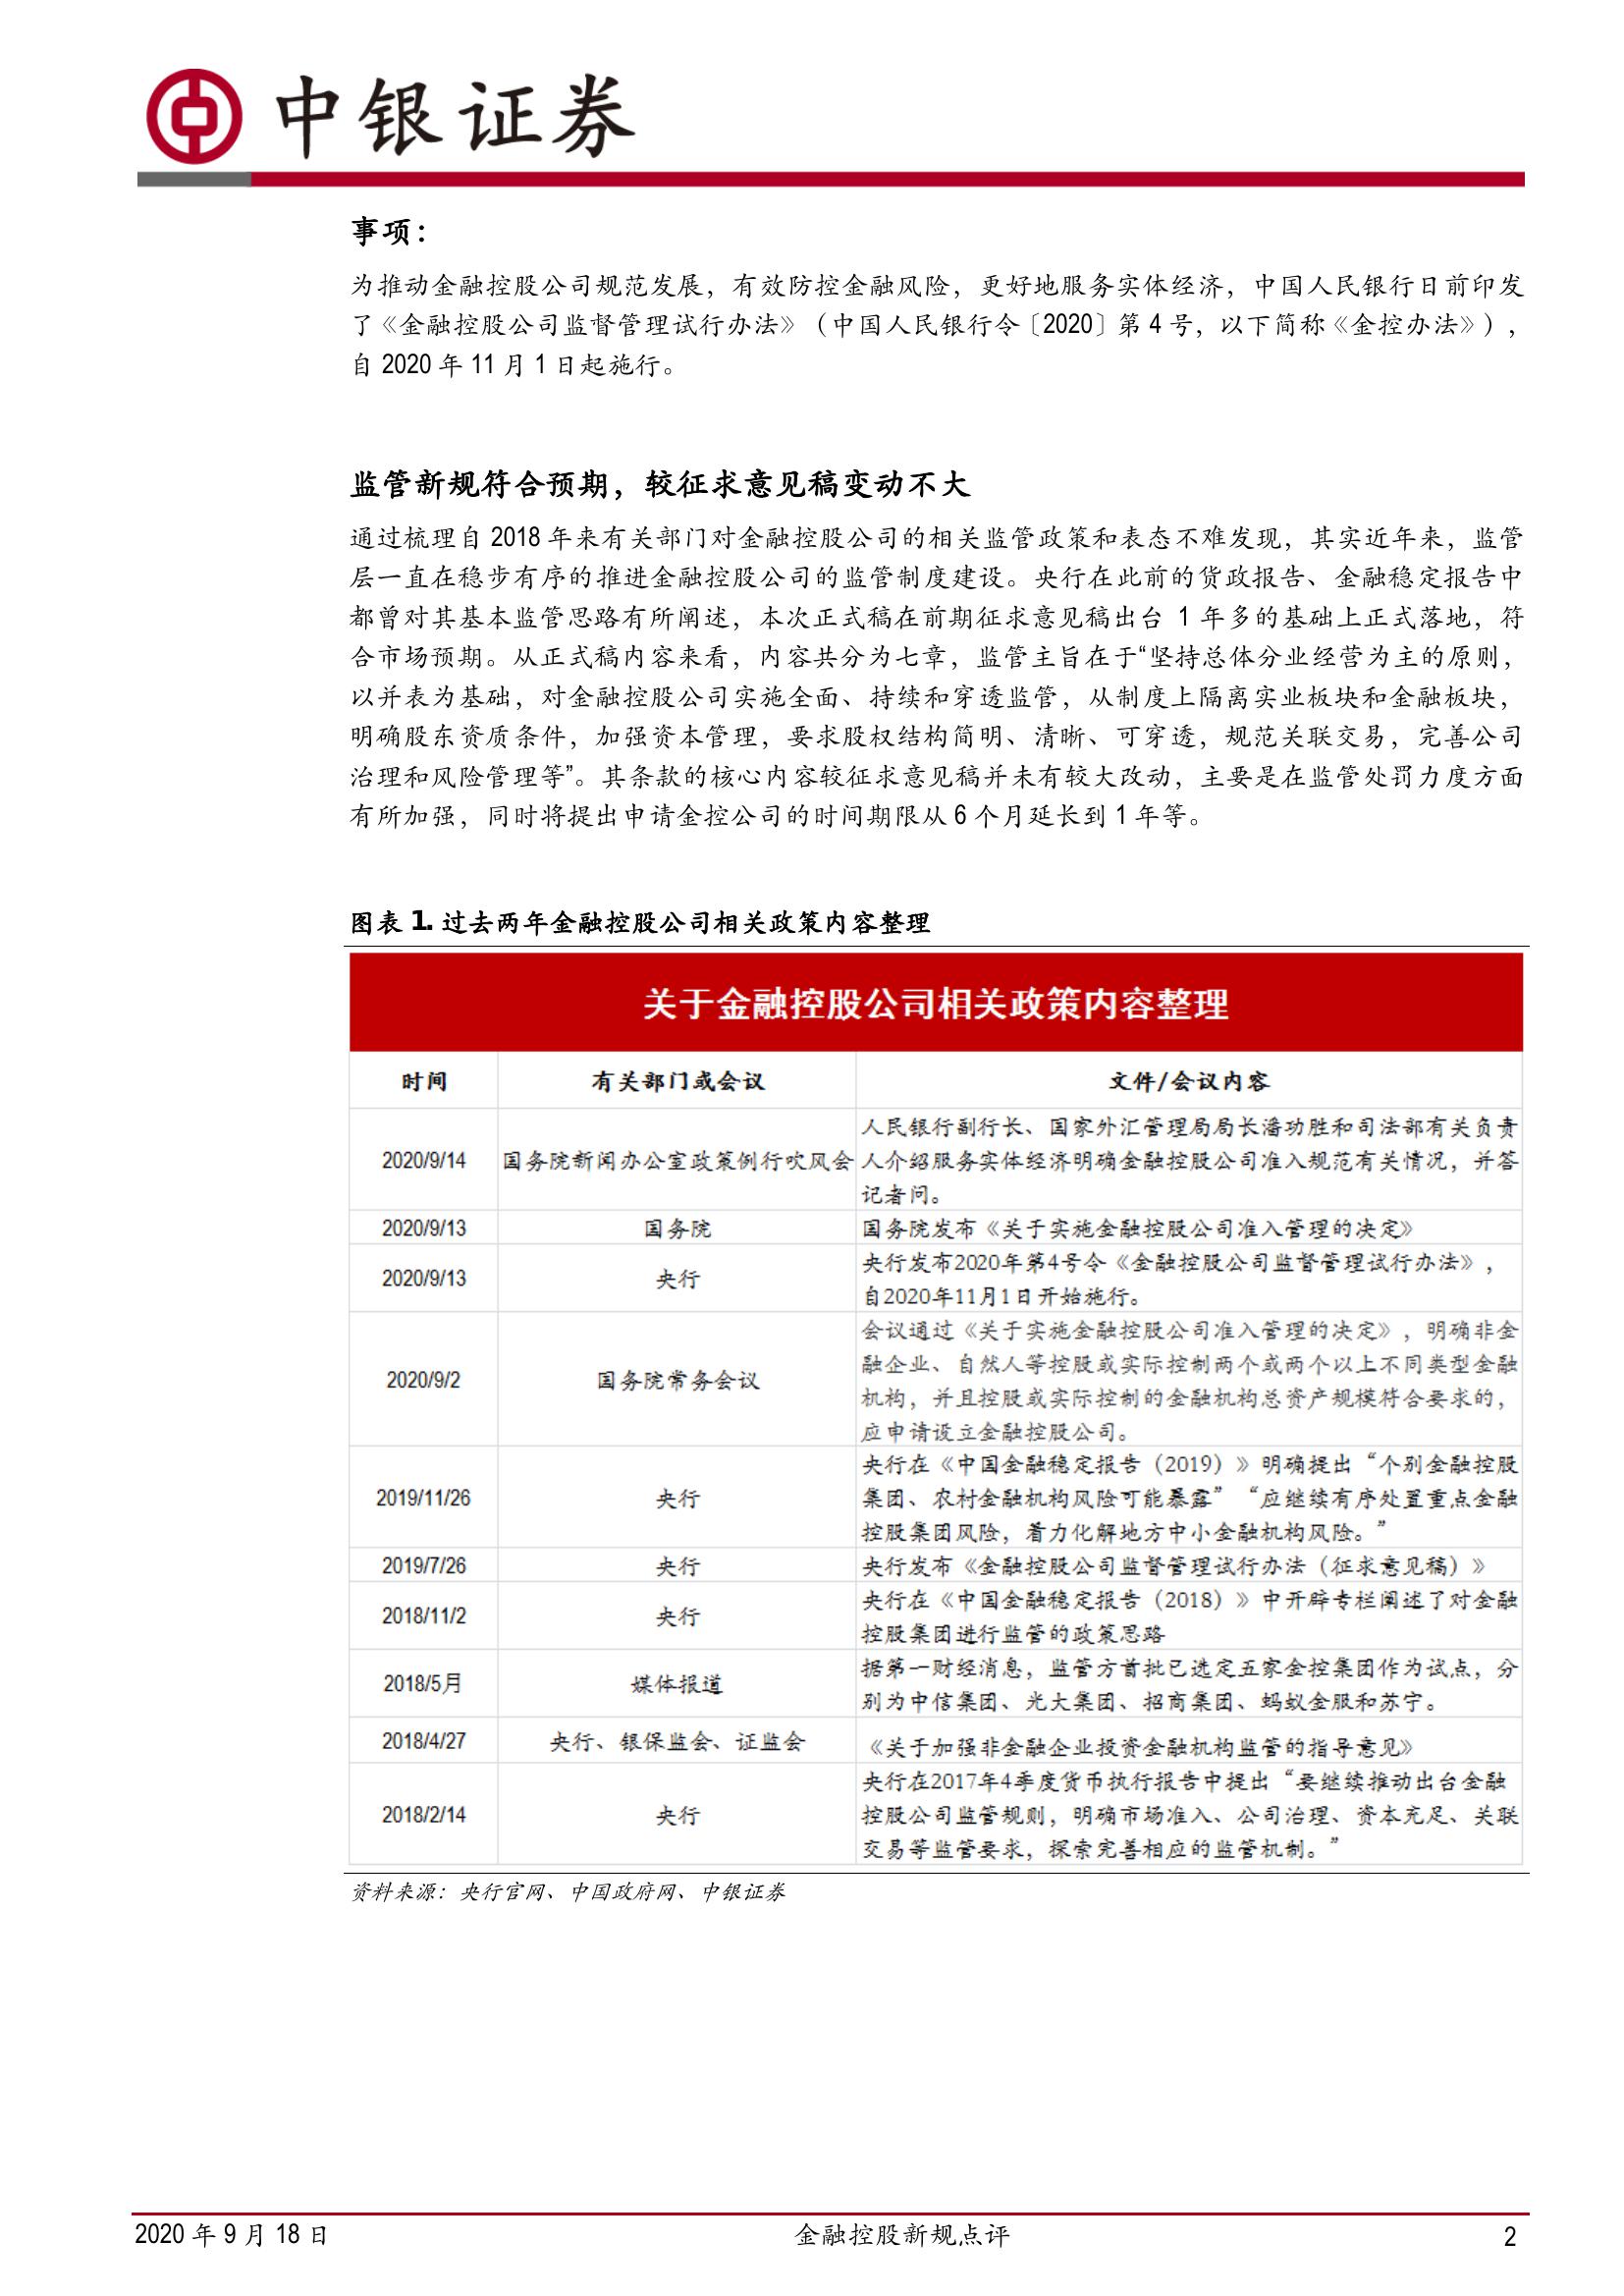 中银证券
事项：
为推动金融控股公司规范发展，有效防控金融风险，更好地服务实体经济，中国人民银行日前印发
了《金融控股公司监督管理试行办法》（中国人民银行令〔2020〕第 4 号，以下简称《金控办法》），
自 2020 年 11 月 1 日起施行。
监管新规符合预期，较征求意见稿变动不大
通过梳理自 2018 年来有关部门对金融控股公司的相关监管政策和表态不难发现，其实近年来，监管
层一直在稳步有序的推进金融控股公司的监管制度建设。央行在此前的货政报告、金融稳定报告中
都曾对其基本监管思路有所阐述，本次正式稿在前期征求意见稿出台 1 年多的基础上正式落地，符
合市场预期。从正式稿内容来看，内容共分为七章，监管主旨在于“坚持总体分业经营为主的原则，
以并表为基础，对金融控股公司实施全面、持续和穿透监管，从制度上隔离实业板块和金融板块，
明确股东资质条件，加强资本管理，要求股权结构简明、清晰、可穿透，规范关联交易，完善公司
治理和风险管理等”。其条款的核心内容较征求意见稿并未有较大改动，主要是在监管处罚力度方面
有所加强，同时将提出申请金控公司的时间期限从 6 个月延长到 1 年等。
图表 1. 过去两年金融控股公司相关政策内容整理
关于金融控股公司相关政策内容整理
时间 有关部门或会议 文件/会议内容
2020/9/14 国务院新闻办公室政策例行吹风会 人民银行副行长、国家外汇管理局局长潘功胜和司法部有关负责
人介绍服务实体经济明确金融控股公司准入规范有关情况，并答
记者问。
2020/9/13 国务院 国务院发布《关于实施金融控股公司准入管理的决定》
2020/9/13 央行 央行发布2020年第4号令《金融控股公司监督管理试行办法》，
自2020年11月1日开始施行。
2020/9/2 国务院常务会议 会议通过《关于实施金融控股公司准入管理的决定》，明确非金
融企业、自然人等控股或实际控制两个或两个以上不同类型金融
机构，并且控股或实际控制的金融机构总资产规模符合要求的，
应申请设立金融控股公司。
2019/11/26 央行 央行在《中国金融稳定报告（2019）》明确提出“个别金融控股
集团、农村金融机构风险可能暴露”“应继续有序处置重点金融
控股集团风险，着力化解地方中小金融机构风险。”
2019/7/26 央行 央行发布《金融控股公司监督管理试行办法（征求意见稿）》
2018/11/2 央行 央行在《中国金融稳定报告（2018）》中开辟专栏阐述了对金融
控股集团进行监管的政策思路
2018/5月 媒体报道 据第一财经消息，监管方首批已选定五家金控集团作为试点，分
别为中信集团、光大集团、招商集团、蚂蚁金服和苏宁。
2018/4/27 央行、银保监会、证监会 《关于加强非金融企业投资金融机构监管的指导意见》
2018/2/14 央行 央行在2017年4季度货币执行报告中提出“要继续推动出台金融
控股公司监管规则，明确市场准入、公司治理、资本充足、关联
交易等监管要求，探索完善相应的监管机制。”
资料来源：央行官网、中国政府网、中银证券
2020 年 9 月 18 日 金融控股新规点评 2